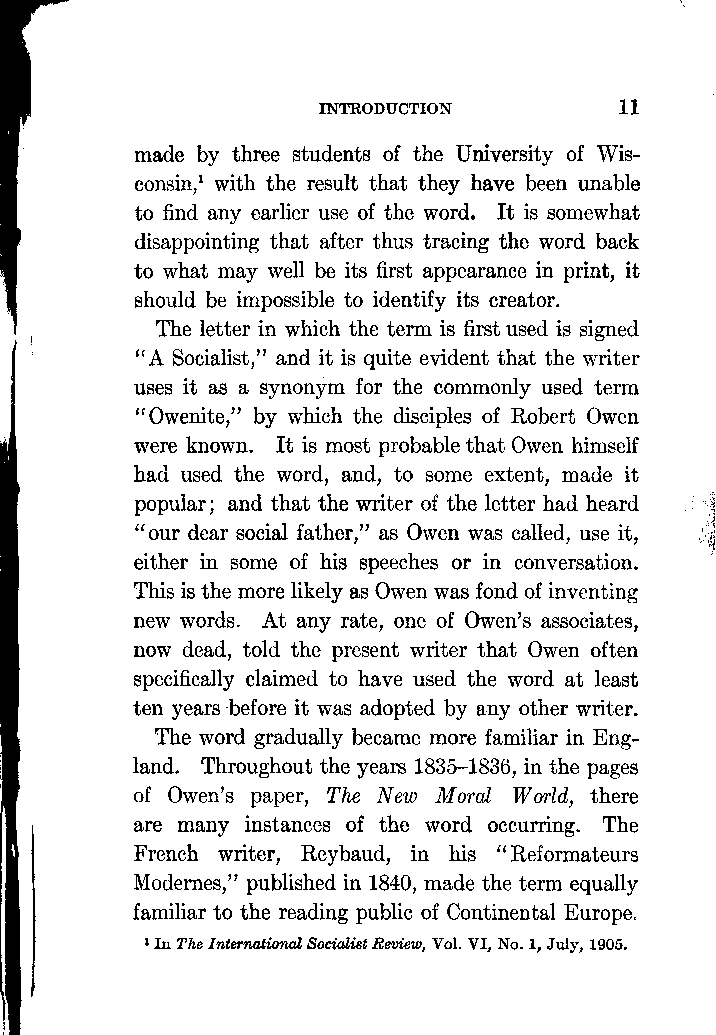 INTRODUCTION 11
made by three students of the University of Wis-
consin,¹ with the result that they have been unable
to find any earlier use of the word. It is somewhat
disappointing that after thus tracing the word back
to what may well be its first appearance in print, it
should be impossible to identify its creator.
The letter in which the term is first used is signed
“A Socialist,” and it is quite evident that the writer
uses it as a synonym for the commonly used term
“Owenite,” by which the disciples of Robert Owen
were known. It is most probable that Owen himself
had used the word, and, to some extent, made it
popular; and that the writer of the letter had heard
“our dear social father,” as Owen was called, use it,
either in some of his speeches or in conversation.
This is the more likely as Owen was fond of inventing
new words. At any rate, one of Owen’s associates,
now dead, told the present writer that Owen often
specifically claimed to have used the word at least
ten years before it was adopted by any other writer.
The word gradually became more familiar in Eng-
land. Throughout the years 1835–1836, in the pages
of Owen’s paper, The New Moral World, there
are many instances of the word occurring. The
French writer, Reybaud, in his “Reformateurs
Modernes,” published in 1840, made the term equally
familiar to the reading public of Continental Europe.
¹ In The International Socialist Review, Vol. VI, No. 1, July, 1905.